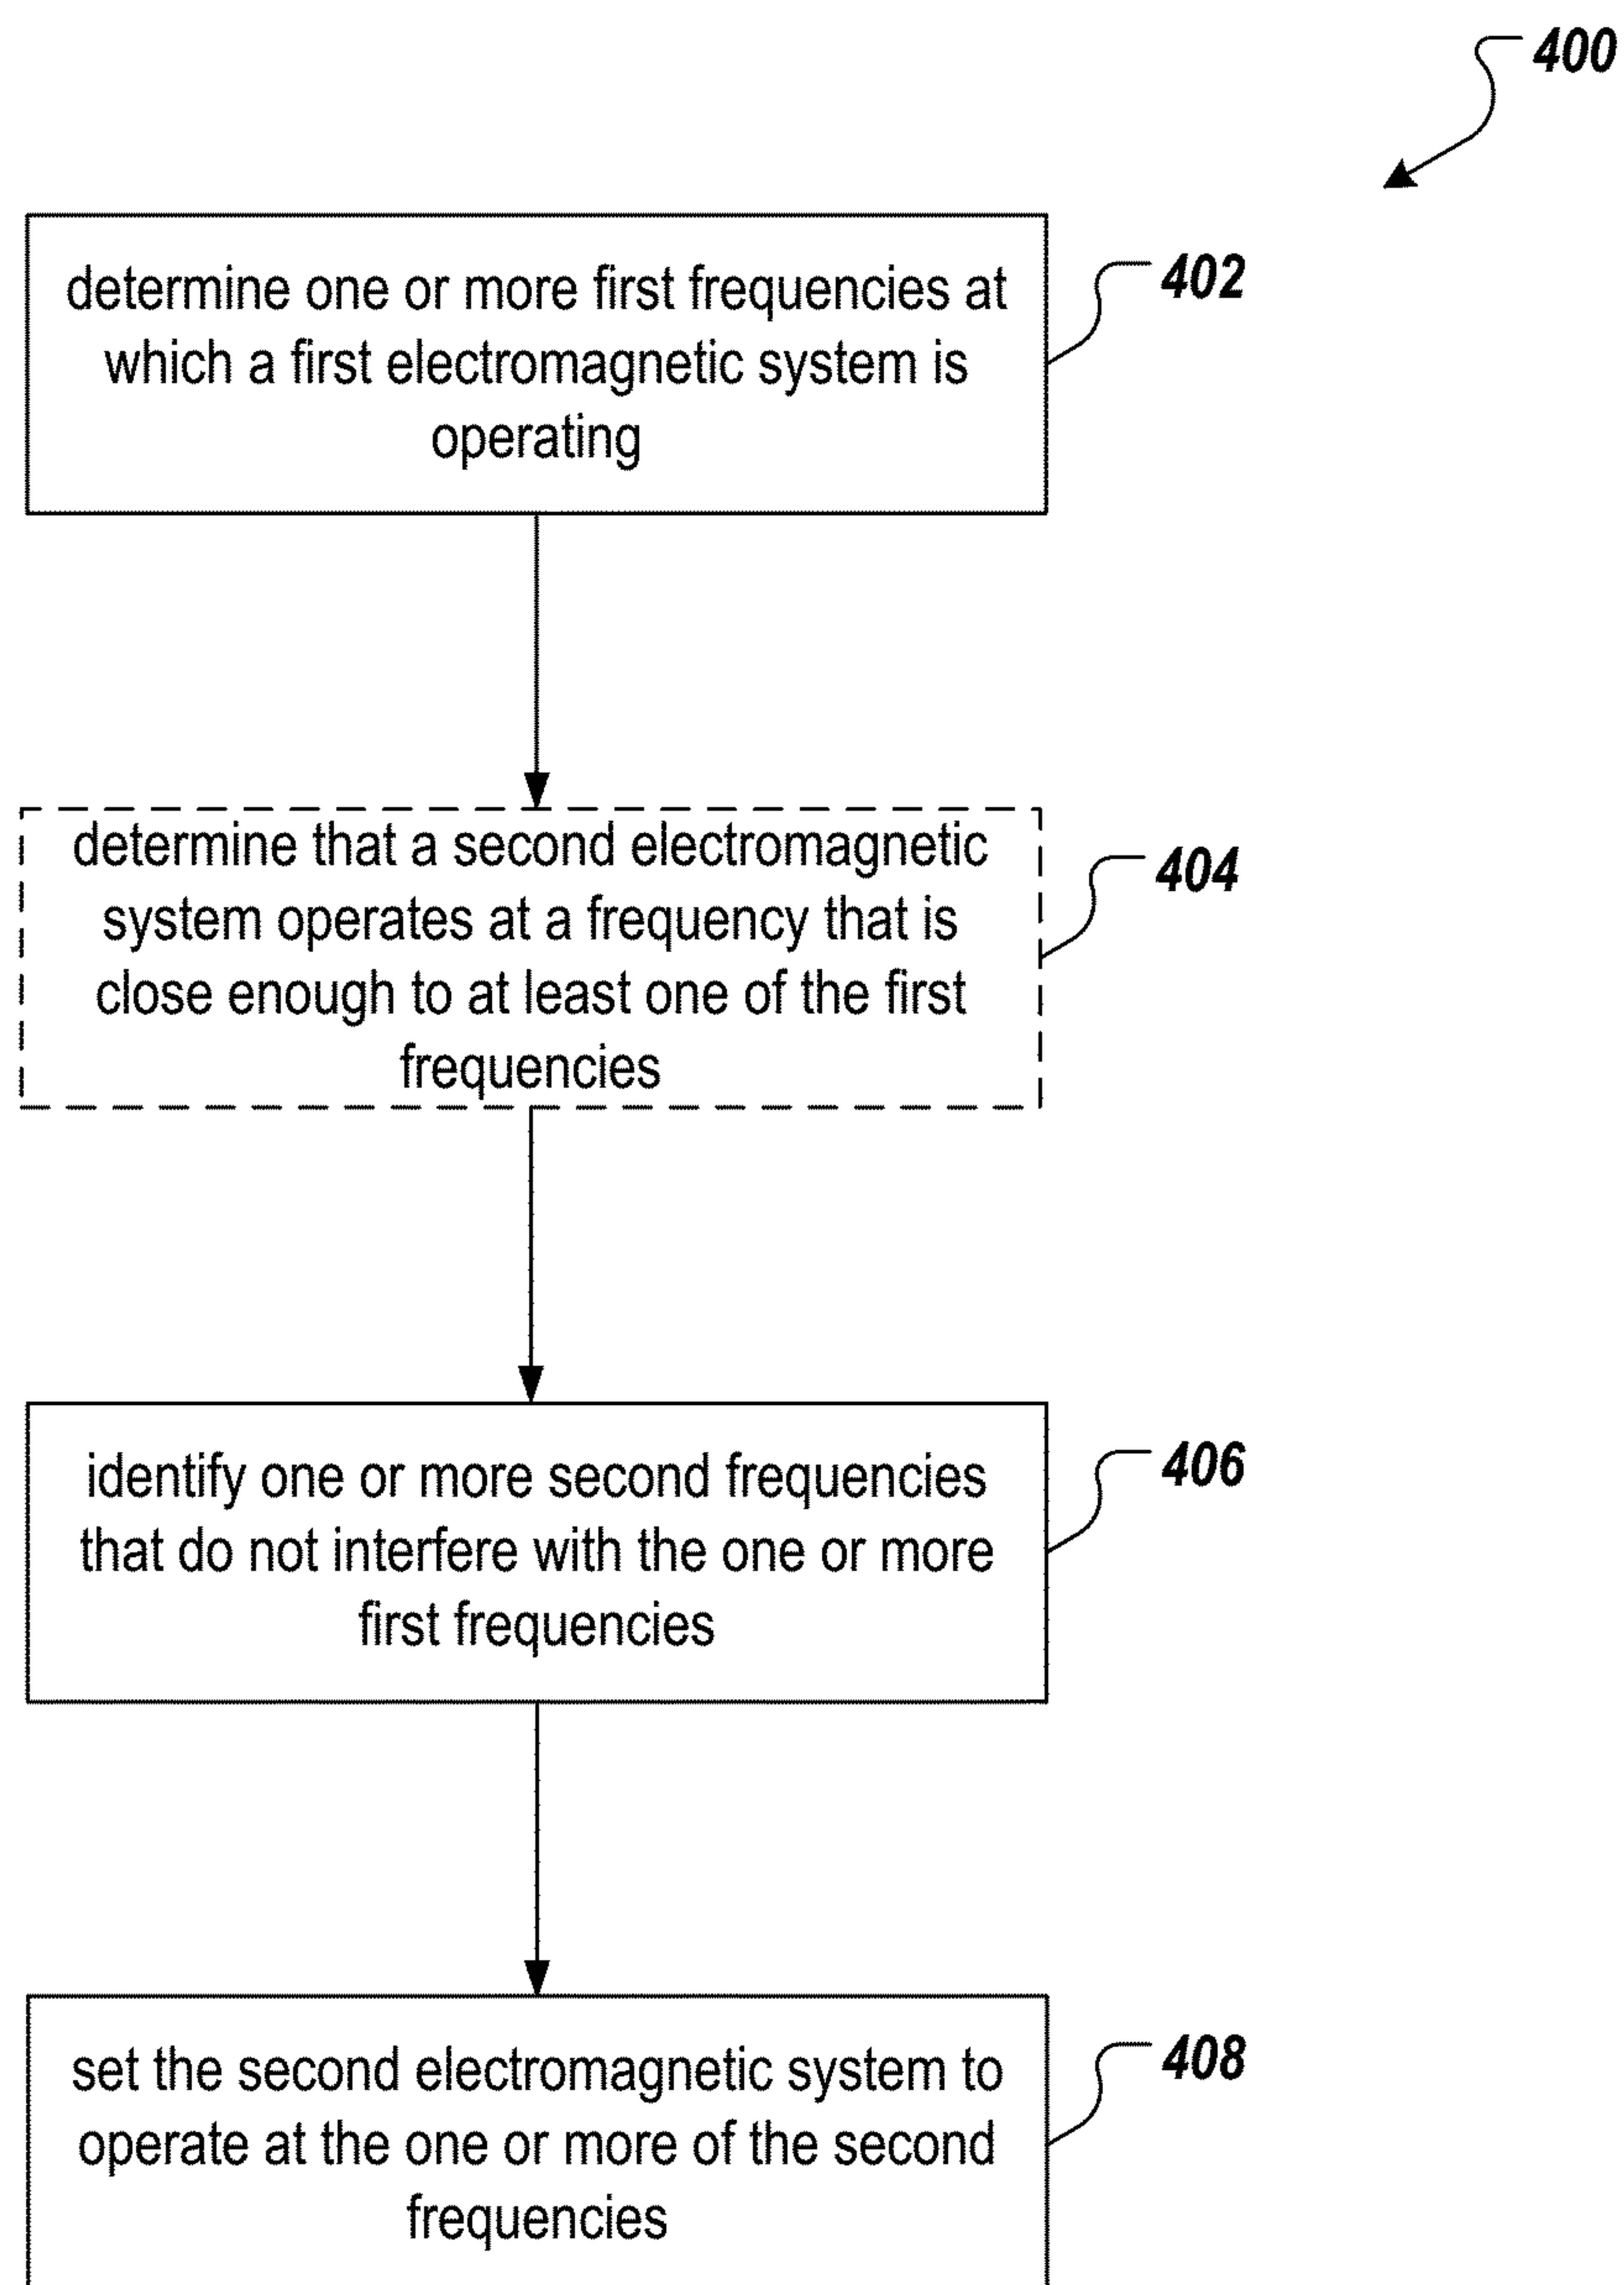 400
determine one or more first frequencies at
which a first electromagnetic system is
operating
402
determine that a second electromagnetic
system operates at a frequency that is
close enough to at least one of the first
frequencies
404
identify one or more second frequencies
that do not interfere with the one or more
first frequencies
406
set the second electromagnetic system to
operate at the one or more of the second
frequencies
408